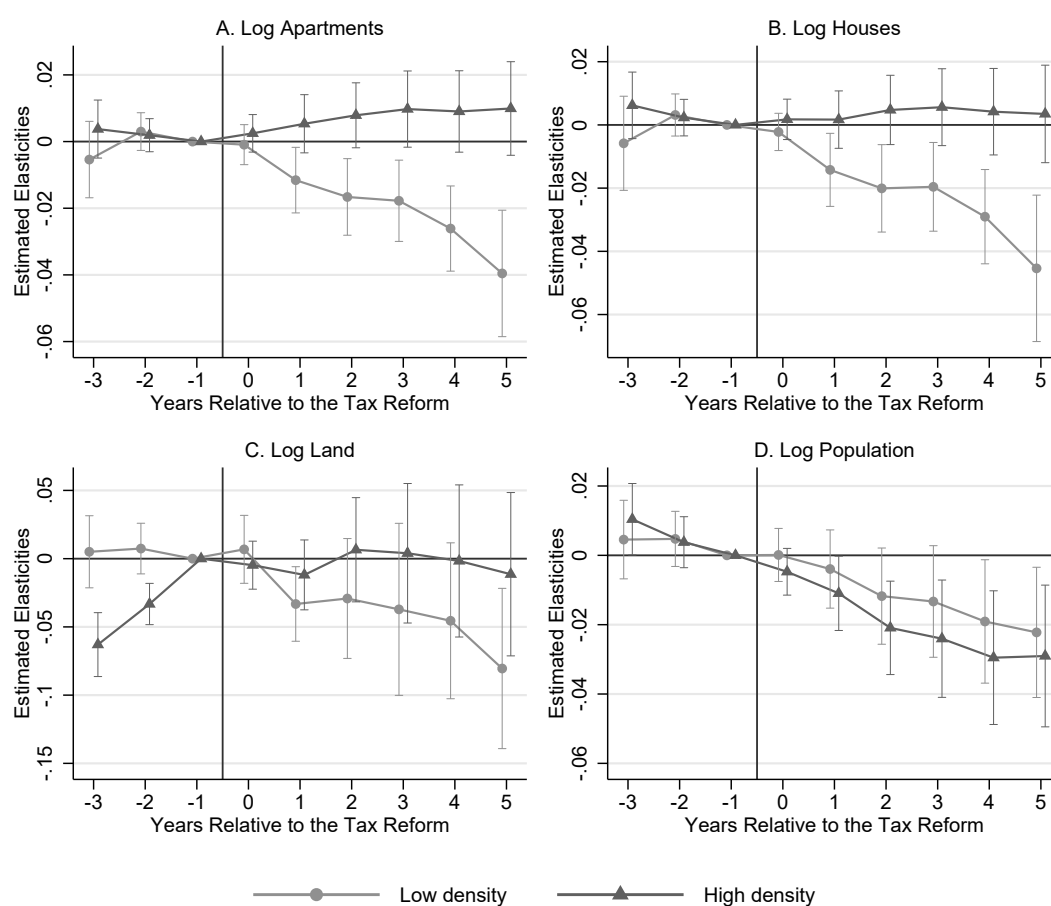 A. Log Apartments
Estimated Elasticities
.02
0
-.02
-.04
-.06
-3 -2 -1 0 1 2 3 4 5
Years Relative to the Tax Reform
B. Log Houses
Estimated Elasticities
.02
0
-.02
-.04
-.06
-3 -2 -1 0 1 2 3 4 5
Years Relative to the Tax Reform
C. Log Land
Estimated Elasticities
.05
0
-.05
-.1
-.15
-3 -2 -1 0 1 2 3 4 5
Years Relative to the Tax Reform
D. Log Population
Estimated Elasticities
.02
0
-.02
-.04
-.06
-3 -2 -1 0 1 2 3 4 5
Years Relative to the Tax Reform
Low density High density